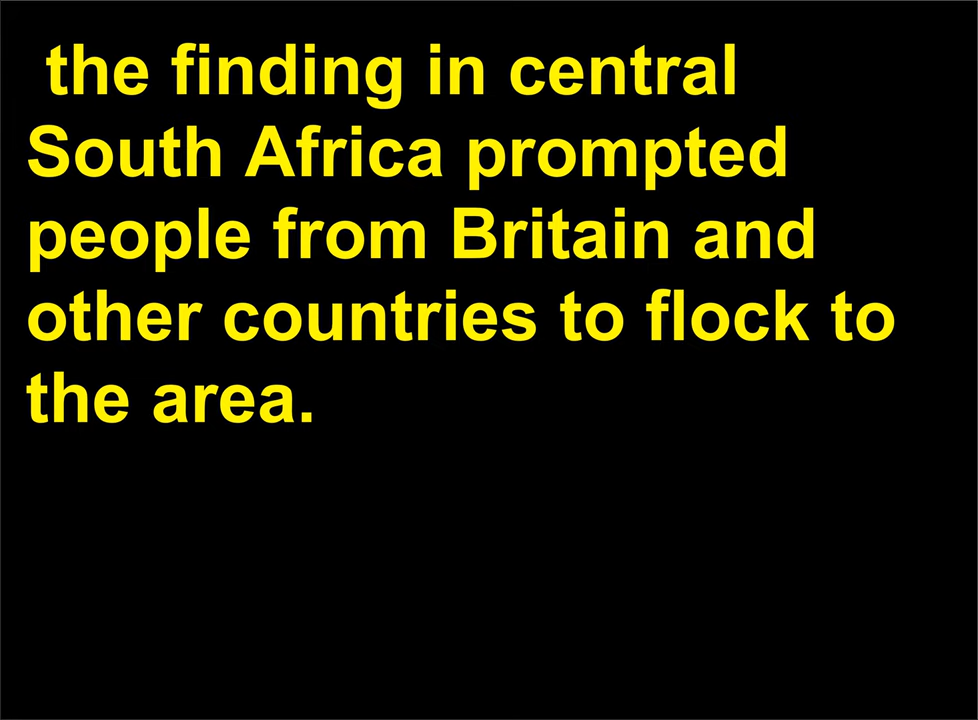 the finding in central
South Africa prompted
people from Britain and
other countries to flock to
the area.